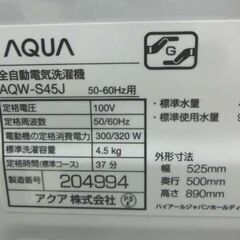 AQUA
全自動電気洗濯機
AQW-S45J 50-60Hz用
定格電圧 100V
定格周波数 50/60Hz
電動機の定格消費電力 300/320W
標準洗濯容量 4.5kg
定格時間(標準コース) 37分
製造番号 204994
アクア株式会社
G
・標準水量
・標準使用水量
外形寸法
幅 525mm
奥行 500mm
高さ 890mm
ハイアールジャパンホールディ